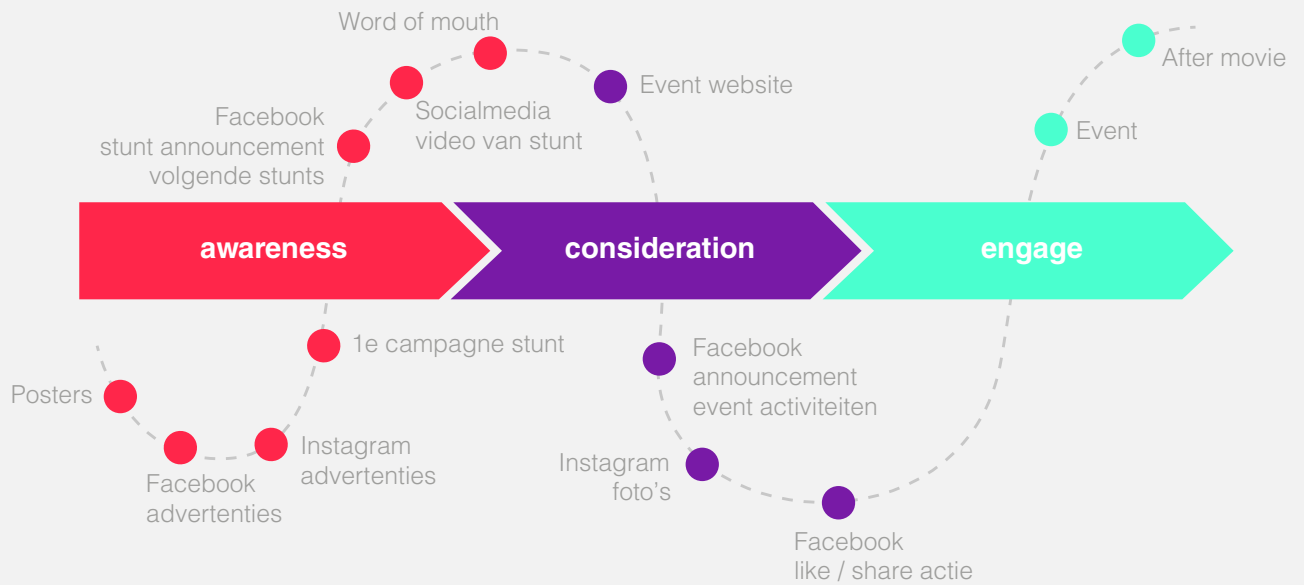 Word of mouth
Facebook
stunt announcement
volgende stunts
Socialmedia
video van stunt
Event website
After movie
Event
awareness
consideration
engage
Posters
Facebook
advertenties
Instagram
advertenties
1e campagne stunt
Facebook
announcement
event activiteiten
Instagram
foto's
Facebook
like / share actie